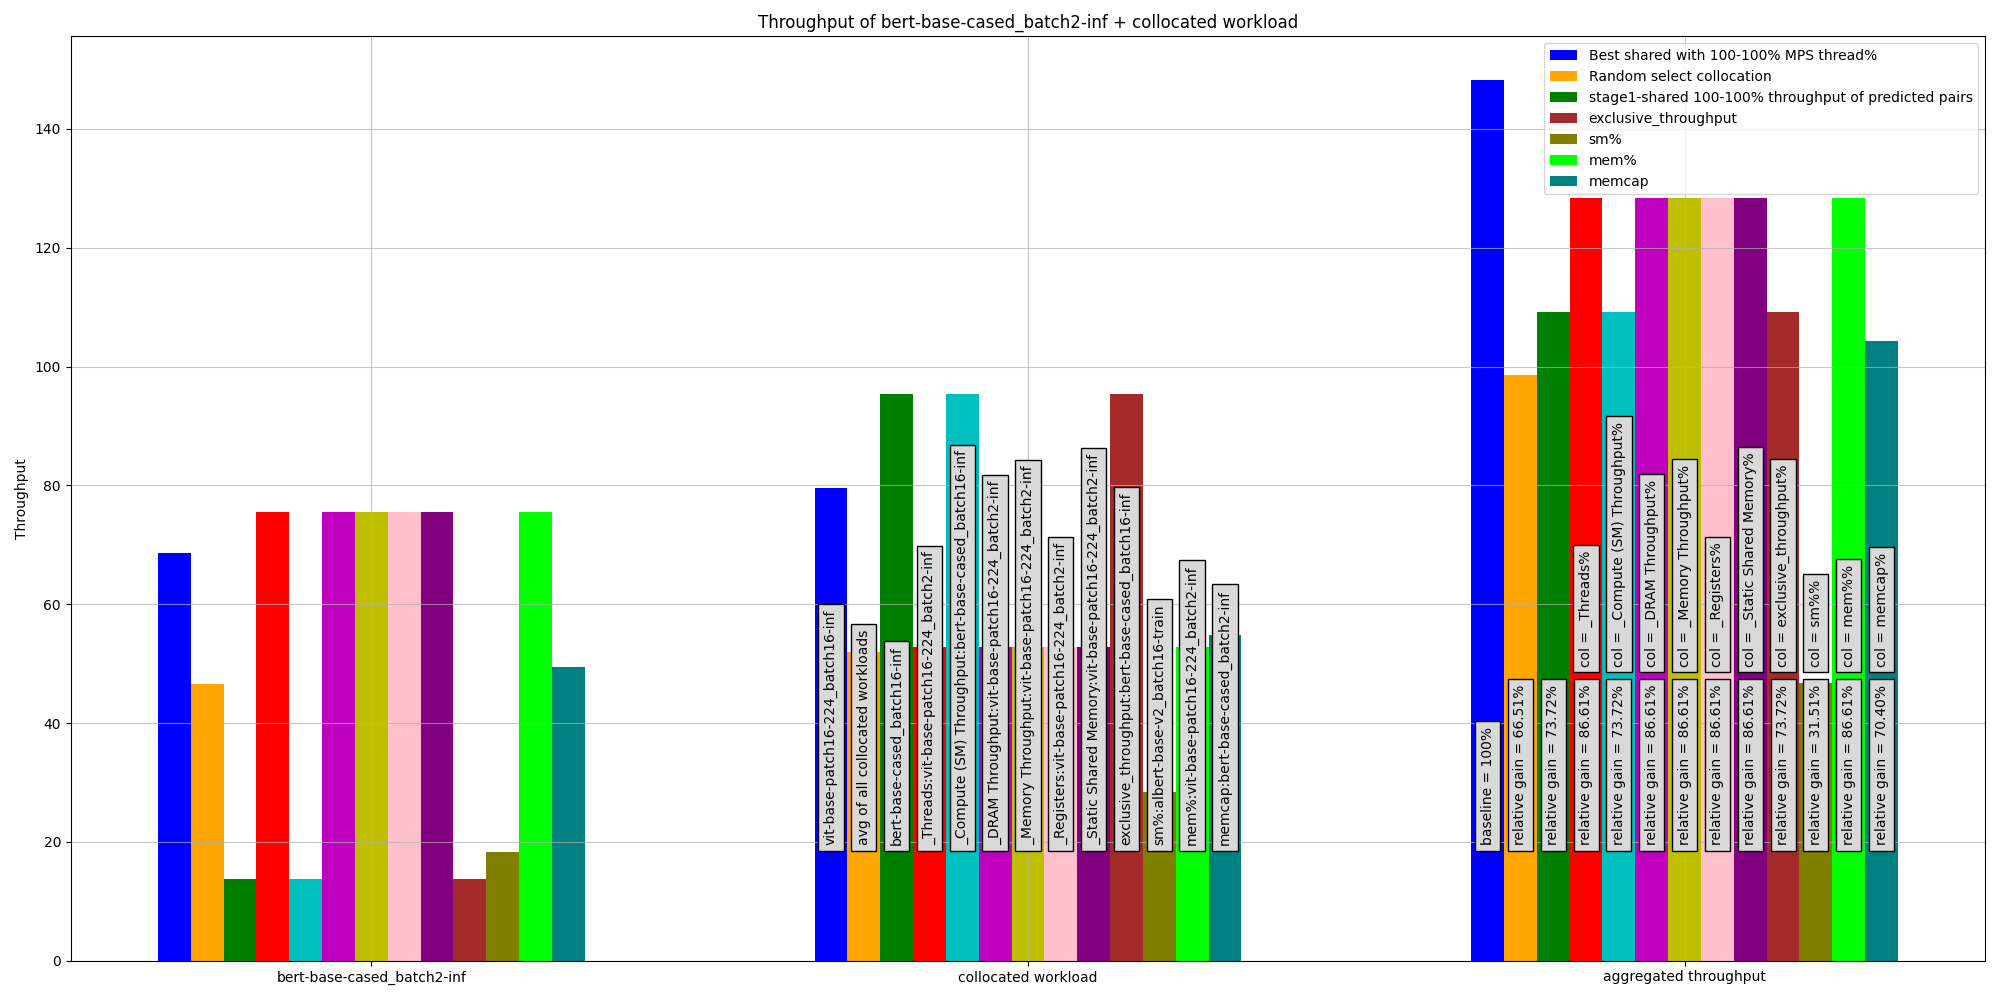 Throughput of bert-base-cased_batch2-inf + collocated workload
Best shared with 100-100% MPS thread%
Random select collocation
stage1-shared 100-100% throughput of predicted pairs
exclusive_throughput
sm%
mem%
memcap
Throughput
140
120
100
80
60
40
20
0
vit-base-patch16-224_batch16-inf
avg of all collocated workloads
bert-base-cased_batch16-inf
_Threads:vit-base-patch16-224_batch2-inf
_Compute (SM) Throughput:bert-base-cased_batch16-inf
_DRAM Throughput:vit-base-patch16-224_batch2-inf
_Memory Throughput:vit-base-patch16-224_batch2-inf
_Registers:vit-base-patch16-224_batch2-inf
_Static Shared Memory:vit-base-patch16-224_batch2-inf
exclusive_throughput:bert-base-cased_batch16-inf
sm%:albert-base-v2_batch16-train
mem%:vit-base-patch16-224_batch2-inf
memcap:bert-base-cased_batch2-inf
col = _Threads%
col = _Compute (SM) Throughput%
col = _DRAM Throughput%
col = _Memory Throughput%
col = _Registers%
col = _Static Shared Memory%
col = exclusive_throughput%
col = sm%%
col = mem%%
col = memcap%
baseline = 100%
relative gain = 66.51%
relative gain = 73.72%
relative gain = 86.61%
relative gain = 73.72%
relative gain = 86.61%
relative gain = 86.61%
relative gain = 86.61%
relative gain = 86.61%
relative gain = 73.72%
relative gain = 31.51%
relative gain = 86.61%
relative gain = 70.40%
bert-base-cased_batch2-inf
collocated workload
aggregated throughput